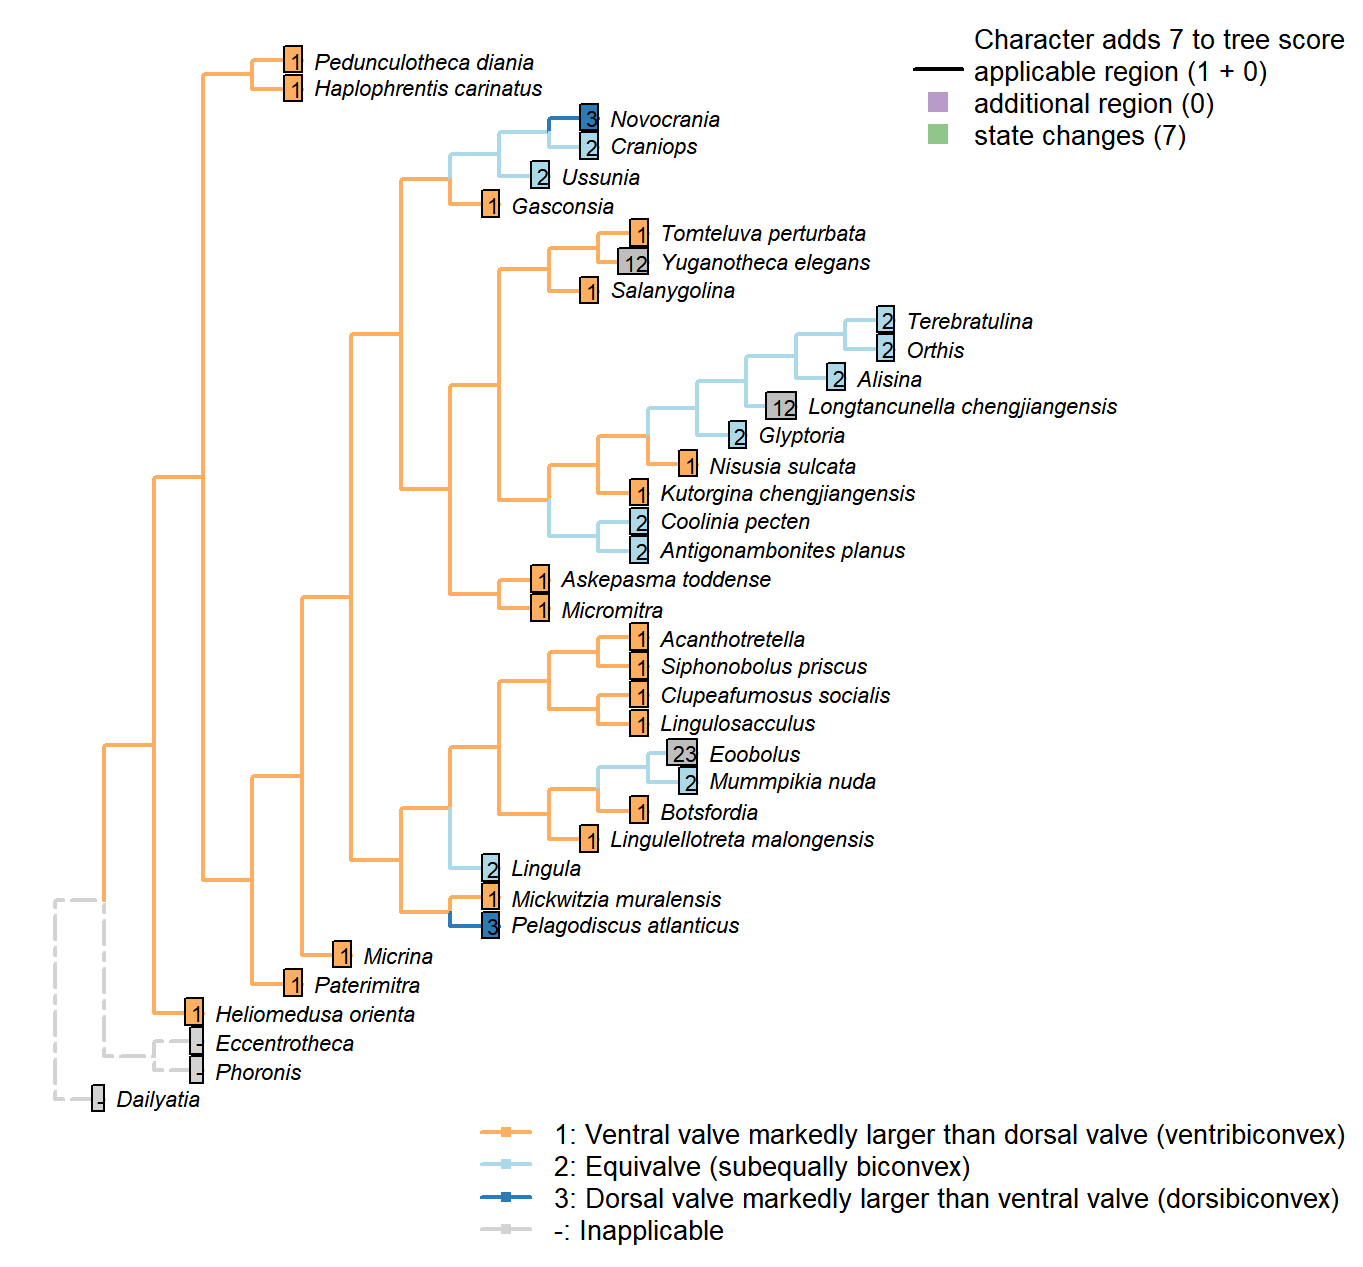 Character adds 7 to tree score
applicable region (1 + 0)
additional region (0)
state changes (7)
1 Pedunculotheca diania
1 Haplophrentis carinatus
3 Novocrania
2 Craniops
2 Ussunia
1 Gasconsia
1 Tomteluva perturbata
12 Yuganotheca elegans
1 Salanygolina
2 Terebratulina
2 Orthis
2 Alisina
12 Longtancunella chengjiangensis
2 Glyptoria
1 Nisusia sulcata
1 Kutorgina chengjiangensis
2 Coolinia pecten
2 Antigonambonites planus
1 Askepasma toddense
1 Micromitra
1 Acanthotretella
1 Siphonobolus priscus
1 Clupeafumosus socialis
1 Lingulosacculus
23 Eoobolus
2 Mummpikia nuda
1 Botsfordia
1 Lingulellotreta malongensis
2 Lingula
1 Mickwitzia muralensis
3 Pelagodiscus atlanticus
1 Micrina
1 Paterimitra
1 Heliomedusa orienta
- Eccentrotheca
- Phoronis
- Dailyatia
1: Ventral valve markedly larger than dorsal valve (ventribiconvex)
2: Equivalve (subequally biconvex)
3: Dorsal valve markedly larger than ventral valve (dorsibiconvex)
-: Inapplicable